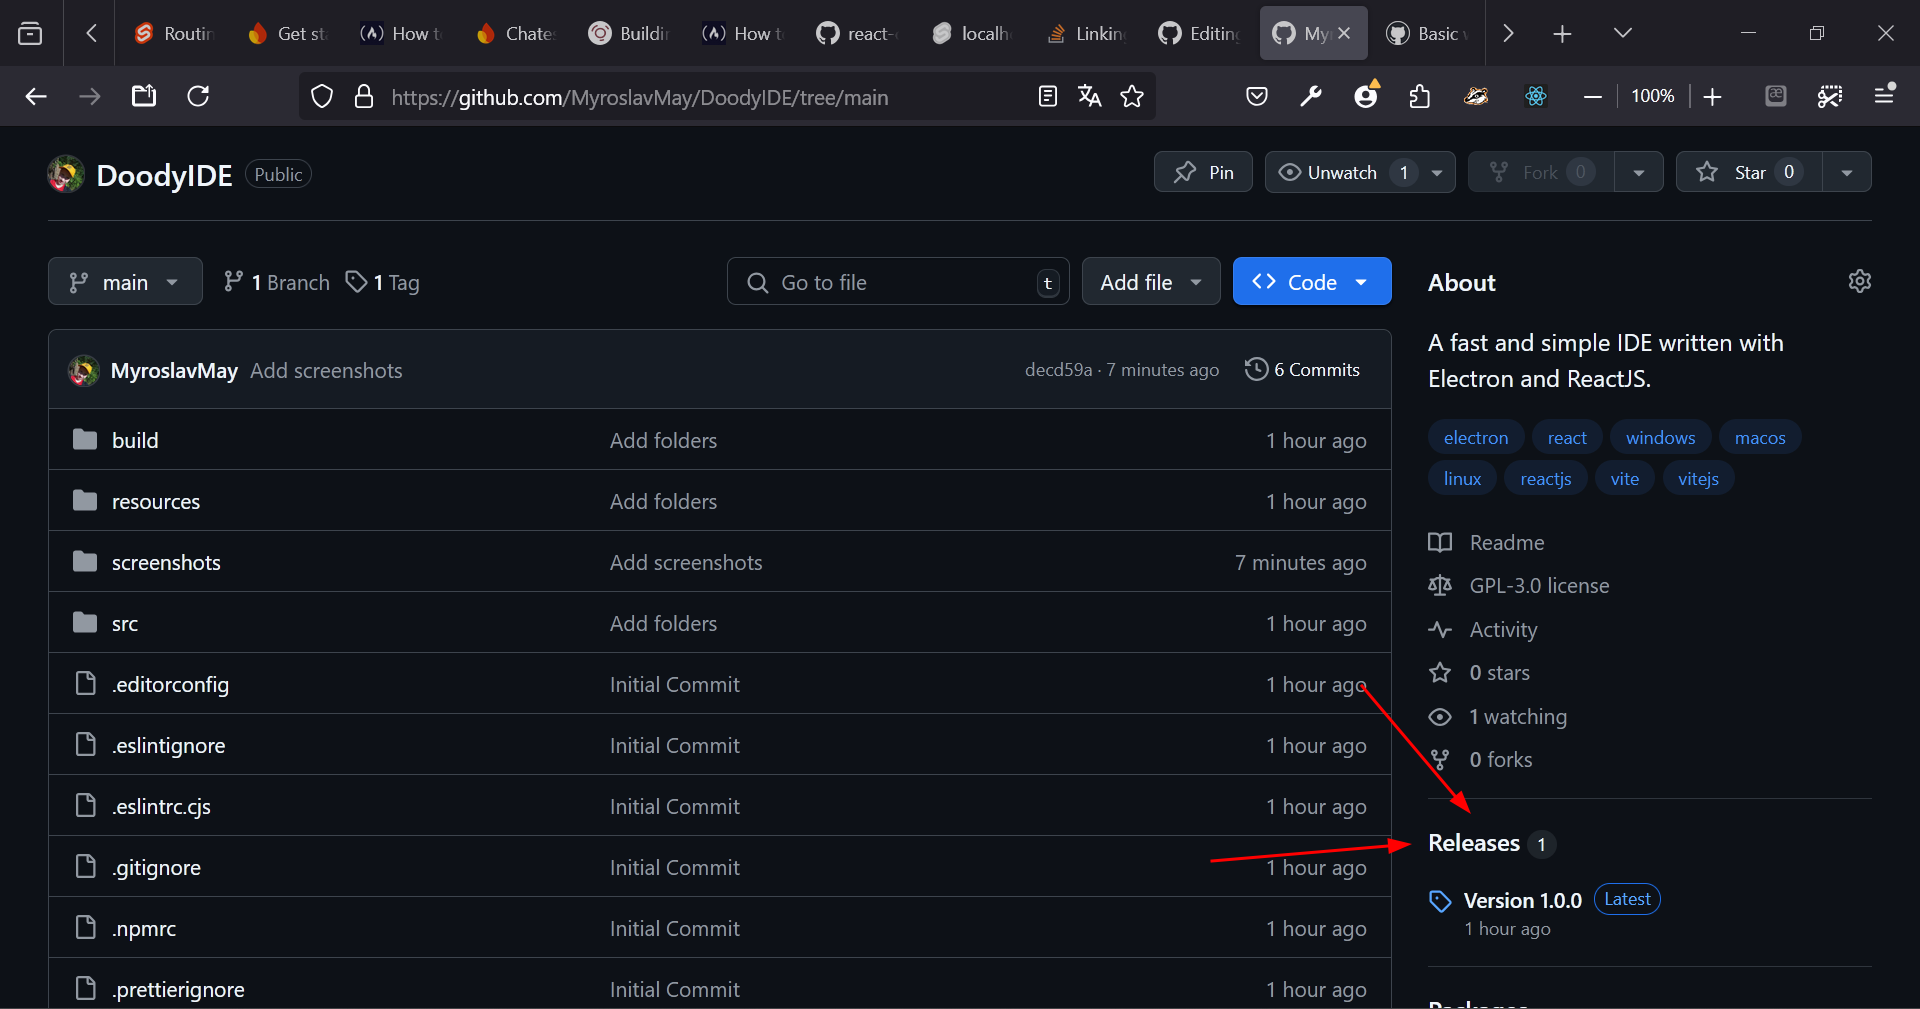 Routin
Get sta
How t
Chate
Buildin
How t
react-
localh
Linkin
Editing
My
Basic
https://github.com/MyroslavMay/DoodyIDE/tree/main
100%
DoodyIDE Public
Pin
Unwatch 1
Fork 0
Star 0
main
1 Branch
1 Tag
Go to file t
Add file
Code
MyroslavMay Add screenshots decd59a · 7 minutes ago 6 Commits
build Add folders 1 hour ago
resources Add folders 1 hour ago
screenshots Add screenshots 7 minutes ago
src Add folders 1 hour ago
.editorconfig Initial Commit 1 hour ago
.eslintignore Initial Commit 1 hour ago
.eslintrc.cjs Initial Commit 1 hour ago
.gitignore Initial Commit 1 hour ago
.npmrc Initial Commit 1 hour ago
.prettierignore Initial Commit 1 hour ago
About
A fast and simple IDE written with
Electron and ReactJS.
electron react windows macos
linux reactjs vite vitejs
Readme
GPL-3.0 license
Activity
0 stars
1 watching
0 forks
Releases 1
Version 1.0.0 Latest
1 hour ago